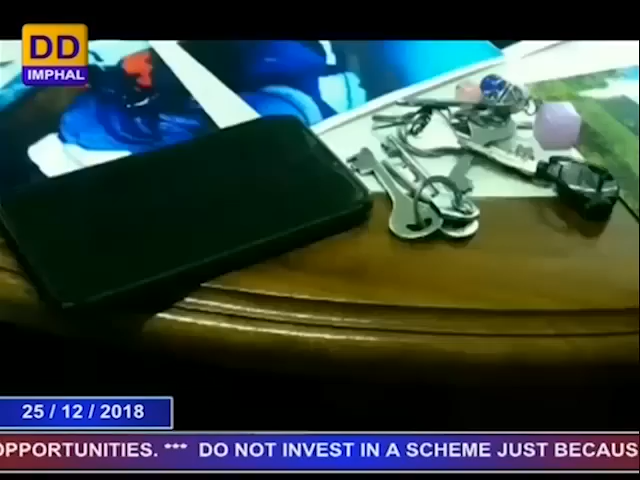 DD
IMPHAL
25 / 12 / 2018
OPPORTUNITIES. *** DO NOT INVEST IN A SCHEME JUST BECAUS